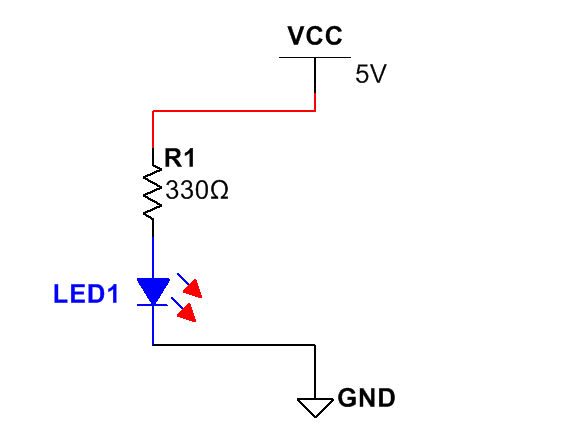 VCC
5V
R1
330Ω
LED1
GND